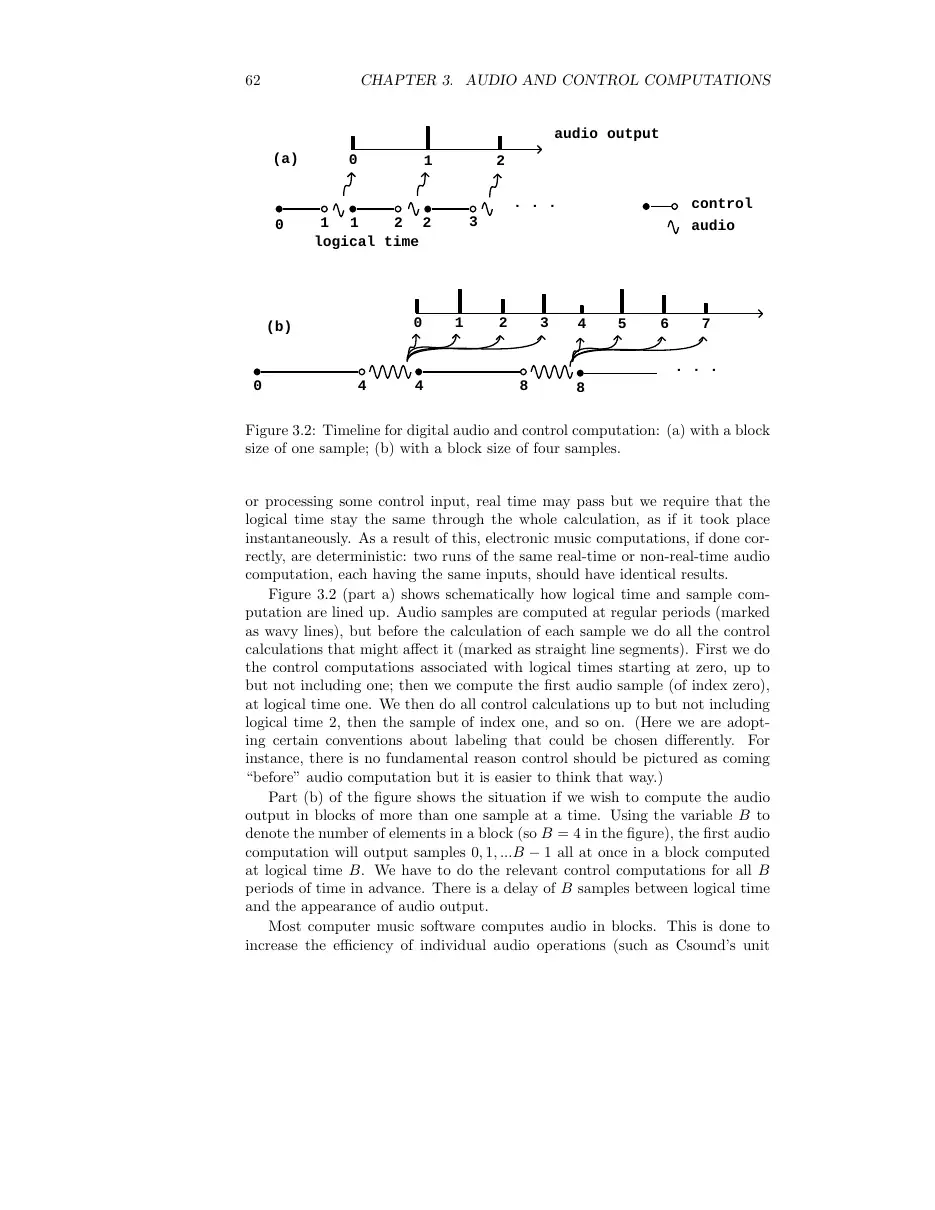 62 CHAPTER 3. AUDIO AND CONTROL COMPUTATIONS
audio output
(a) 0 1 2
control
0 1 1 2 2 3 . . .
audio
logical time
(b) 0 1 2 3 4 5 6 7
. . .
0 4 4 8 8
Figure 3.2: Timeline for digital audio and control computation: (a) with a block
size of one sample; (b) with a block size of four samples.
or processing some control input, real time may pass but we require that the
logical time stay the same through the whole calculation, as if it took place
instantaneously. As a result of this, electronic music computations, if done cor-
rectly, are deterministic: two runs of the same real-time or non-real-time audio
computation, each having the same inputs, should have identical results.
Figure 3.2 (part a) shows schematically how logical time and sample com-
putation are lined up. Audio samples are computed at regular periods (marked
as wavy lines), but before the calculation of each sample we do all the control
calculations that might affect it (marked as straight line segments). First we do
the control computations associated with logical times starting at zero, up to
but not including one; then we compute the first audio sample (of index zero),
at logical time one. We then do all control calculations up to but not including
logical time 2, then the sample of index one, and so on. (Here we are adopt-
ing certain conventions about labeling that could be chosen differently. For
instance, there is no fundamental reason control should be pictured as coming
“before” audio computation but it is easier to think that way.)
Part (b) of the figure shows the situation if we wish to compute the audio
output in blocks of more than one sample at a time. Using the variable B to
denote the number of elements in a block (so B = 4 in the figure), the first audio
computation will output samples 0, 1, ...B − 1 all at once in a block computed
at logical time B. We have to do the relevant control computations for all B
periods of time in advance. There is a delay of B samples between logical time
and the appearance of audio output.
Most computer music software computes audio in blocks. This is done to
increase the efficiency of individual audio operations (such as Csound’s unit